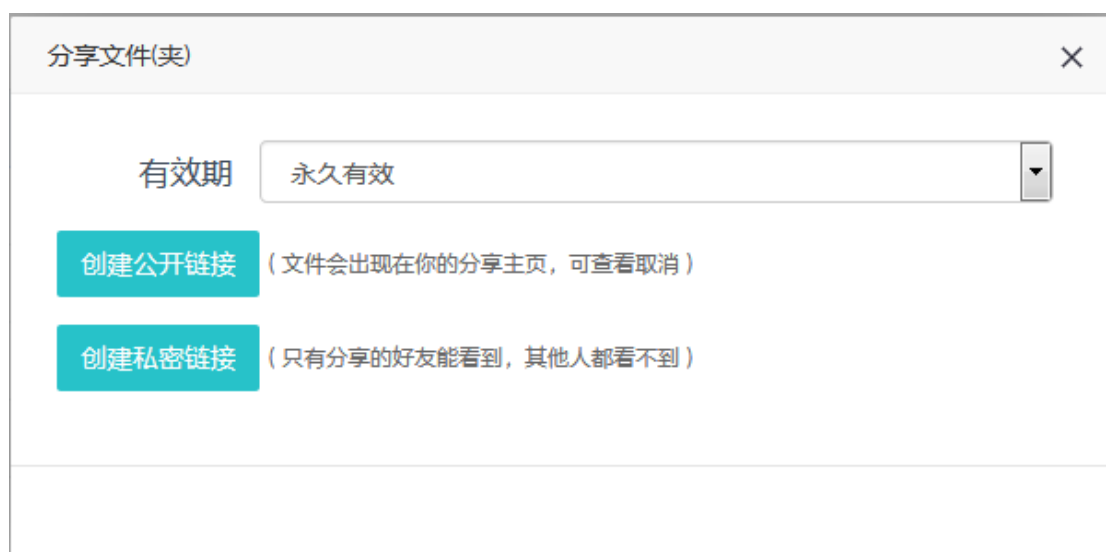 分享文件(夹)
有效期 永久有效
创建公开链接 (文件会出现在你的分享主页，可查看取消)
创建私密链接 (只有分享的好友能看到，其他人都看不到)